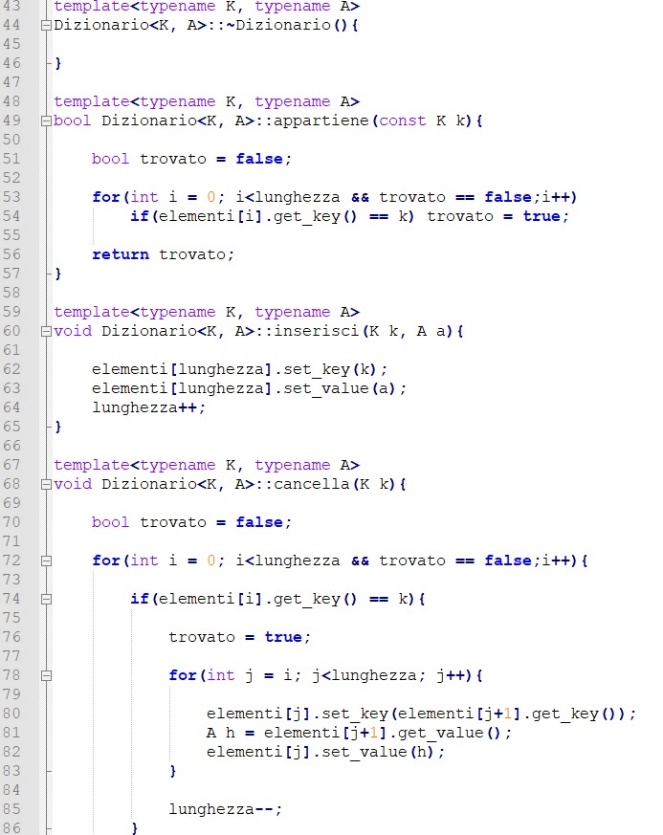 43 template<typename K, typename A>
44 Dizionario<K, A>::~Dizionario(){
45
46 }
47
48 template<typename K, typename A>
49 bool Dizionario<K, A>::appartiene(const K k){
50
51 bool trovato = false;
52
53 for(int i = 0; i<lunghezza && trovato == false;i++)
54 if(elementi[i].get_key() == k) trovato = true;
55
56 return trovato;
57 }
58
59 template<typename K, typename A>
60 void Dizionario<K, A>::inserisci(K k, A a){
61
62 elementi[lunghezza].set_key(k);
63 elementi[lunghezza].set_value(a);
64 lunghezza++;
65 }
66
67 template<typename K, typename A>
68 void Dizionario<K, A>::cancella(K k){
69
70 bool trovato = false;
71
72 for(int i = 0; i<lunghezza && trovato == false;i++){
73
74 if(elementi[i].get_key() == k){
75
76 trovato = true;
77
78 for(int j = i; j<lunghezza; j++){
79
80 elementi[j].set_key(elementi[j+1].get_key());
81 A h = elementi[j+1].get_value();
82 elementi[j].set_value(h);
83 }
84
85 lunghezza--;
86 }